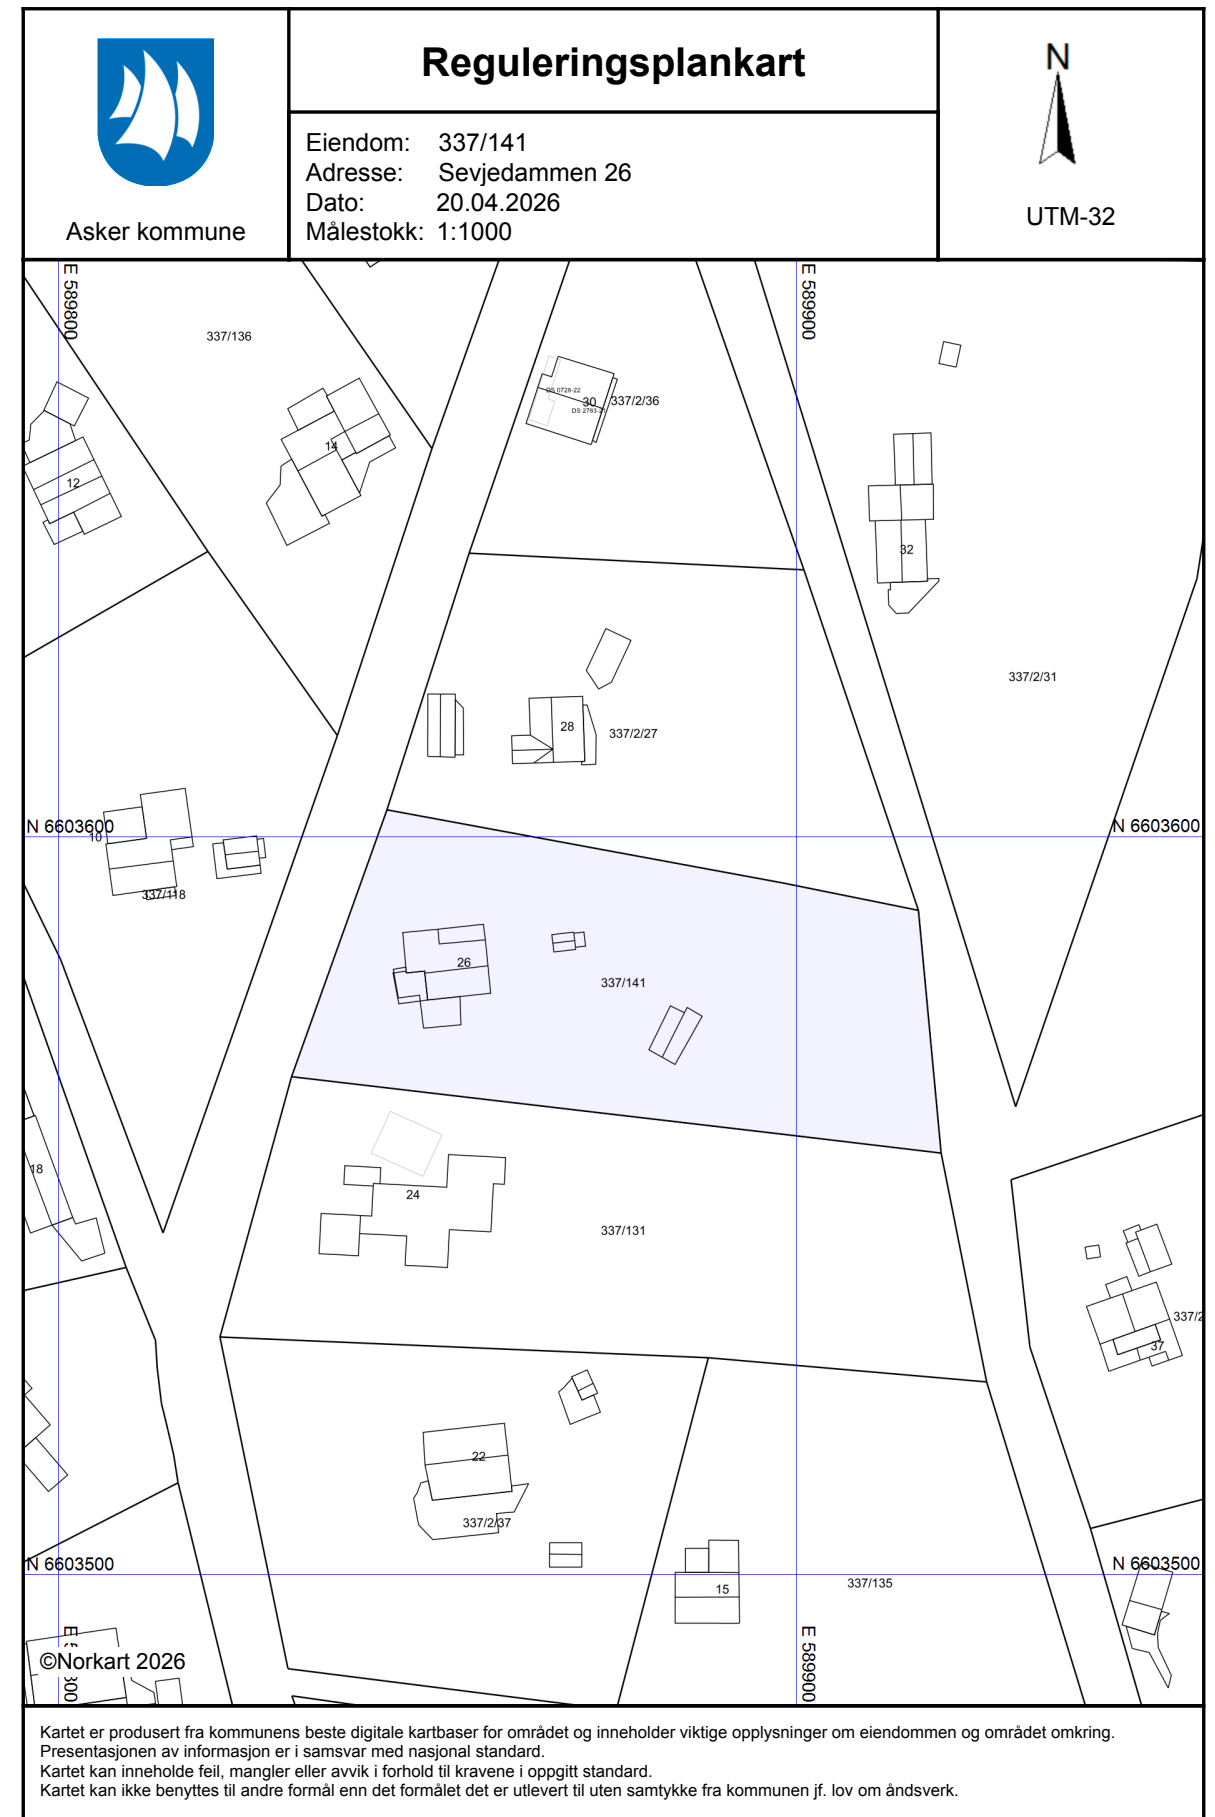 Reguleringsplankart
N
Eiendom: 337/141
Adresse: Sevjedammen 26
Dato: 20.04.2026
Målestokk: 1:1000
Asker kommune
UTM-32
E 589800
E 589900
337/136
DS 0728-22
30
337/2/36
14
12
32
337/2/31
28
337/2/27
N 6603600
N 6603600
10
337/118
26
337/141
18
24
337/131
337/2
37
22
337/2/37
N 6603500
N 6603500
15
337/135
E 589900
©Norkart 2026
Kartet er produsert fra kommunens beste digitale kartbaser for området og inneholder viktige opplysninger om eiendommen og området omkring.
Presentasjonen av informasjon er i samsvar med nasjonal standard.
Kartet kan inneholde feil, mangler eller avvik i forhold til kravene i oppgitt standard.
Kartet kan ikke benyttes til andre formål enn det formålet det er utlevert til uten samtykke fra kommunen jf. lov om åndsverk.